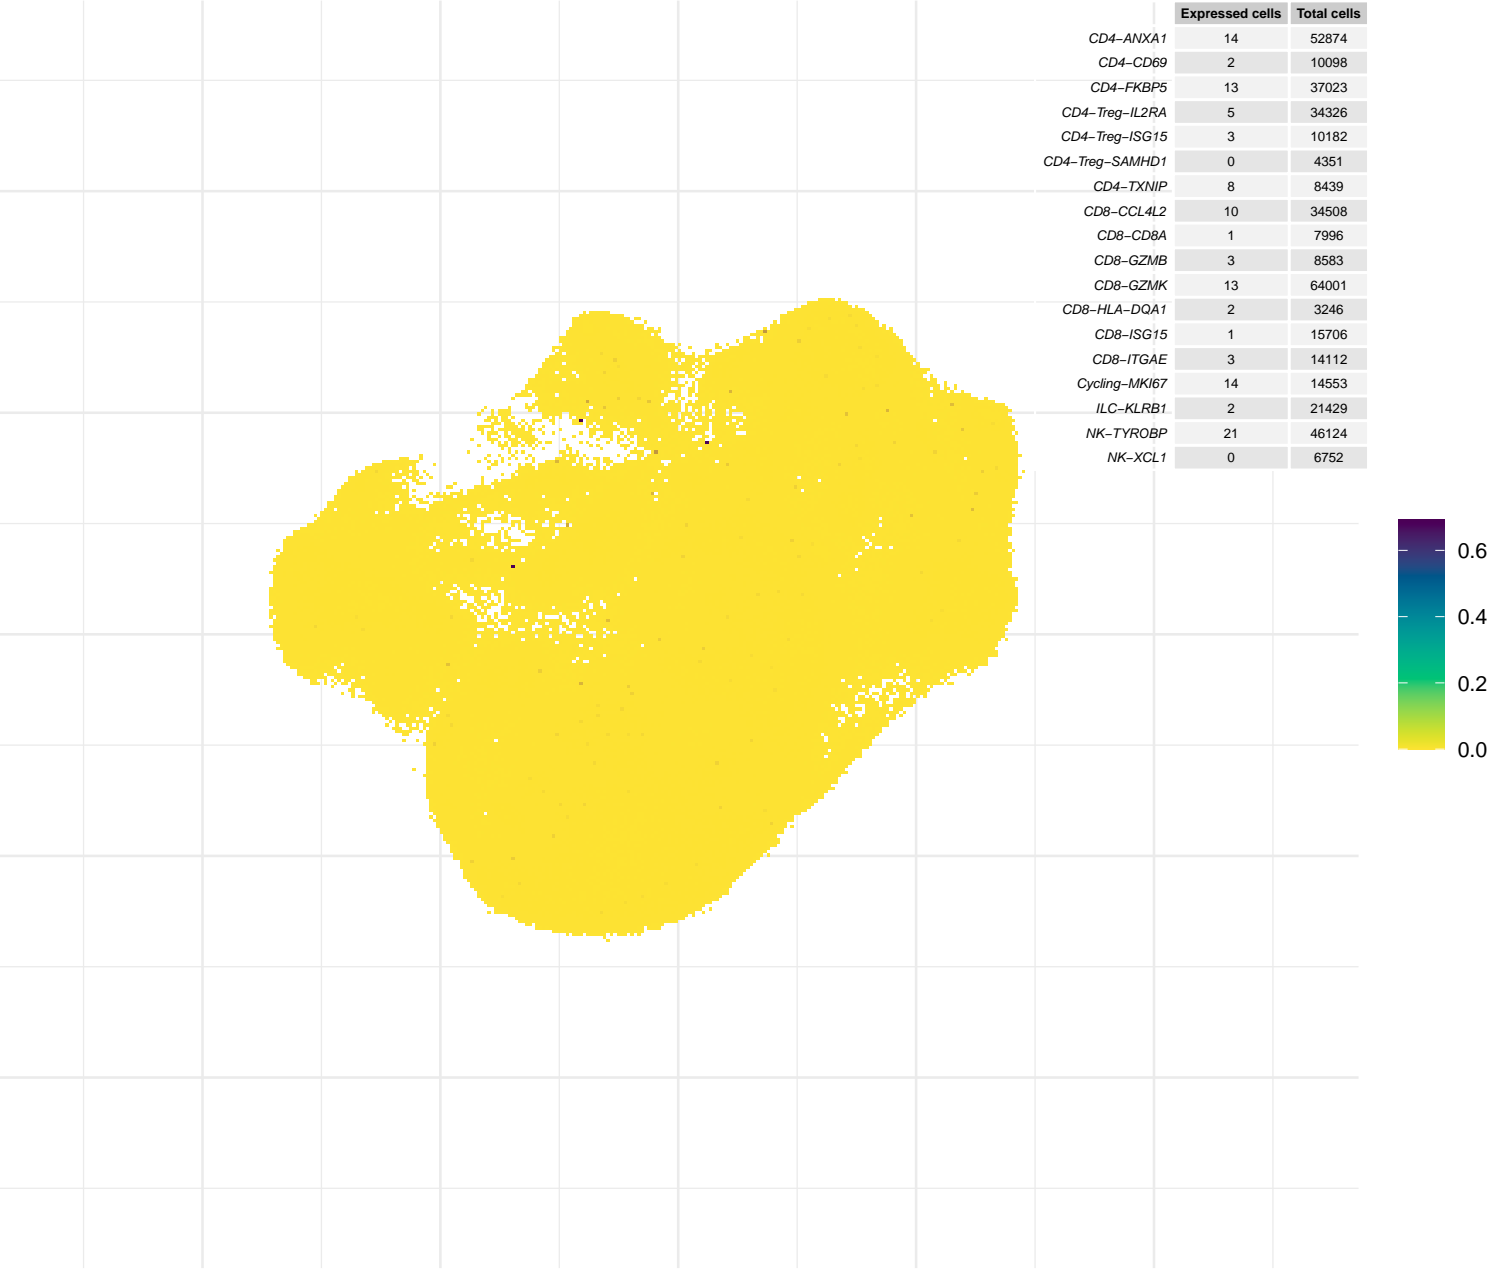 Expressed cells Total cells
CD4−ANXA1 14 52874
CD4−CD69 2 10098
CD4−FKBP5 13 37023
CD4−Treg−IL2RA 5 34326
CD4−Treg−ISG15 3 10182
CD4−Treg−SAMHD1 0 4351
CD4−TXNIP 8 8439
CD8−CCL4L2 10 34508
CD8−CD8A 1 7996
CD8−GZMB 3 8583
CD8−GZMK 13 64001
CD8−HLA−DQA1 2 3246
CD8−ISG15 1 15706
CD8−ITGAE 3 14112
Cycling−MKI67 14 14553
ILC−KLRB1 2 21429
NK−TYROBP 21 46124
NK−XCL1 0 6752
0.6
0.4
0.2
0.0